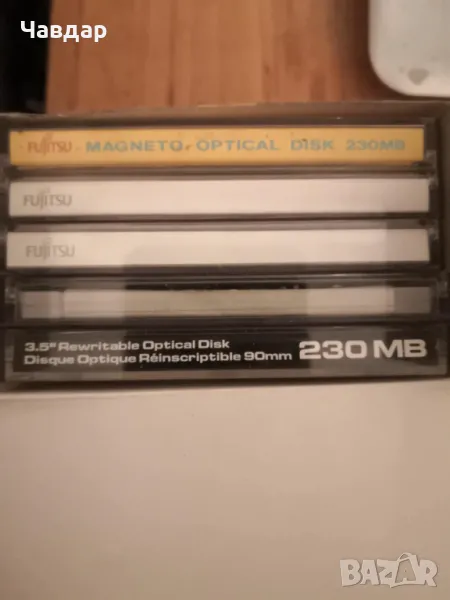 Чавдар
FUJITSU MAGNETO OPTICAL DISK 230MB
FUJITSU
FUJITSU
3.5" Rewritable Optical Disk
Disque Optique Réinscriptible 90mm 230 MB
BAZAR